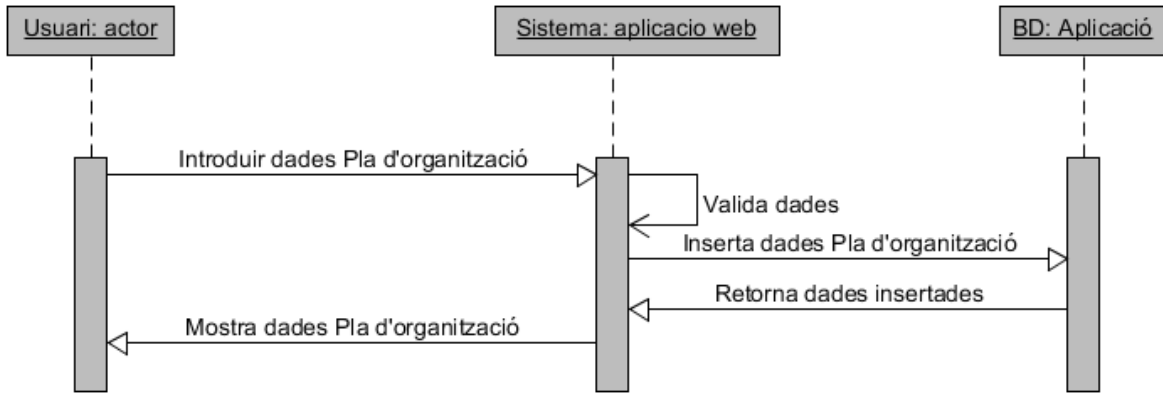 Usuari: actor
Sistema: aplicacio web
BD: Aplicació
Introduir dades Pla d'organització
Valida dades
Inserta dades Pla d'organització
Retorna dades insertades
Mostra dades Pla d'organització